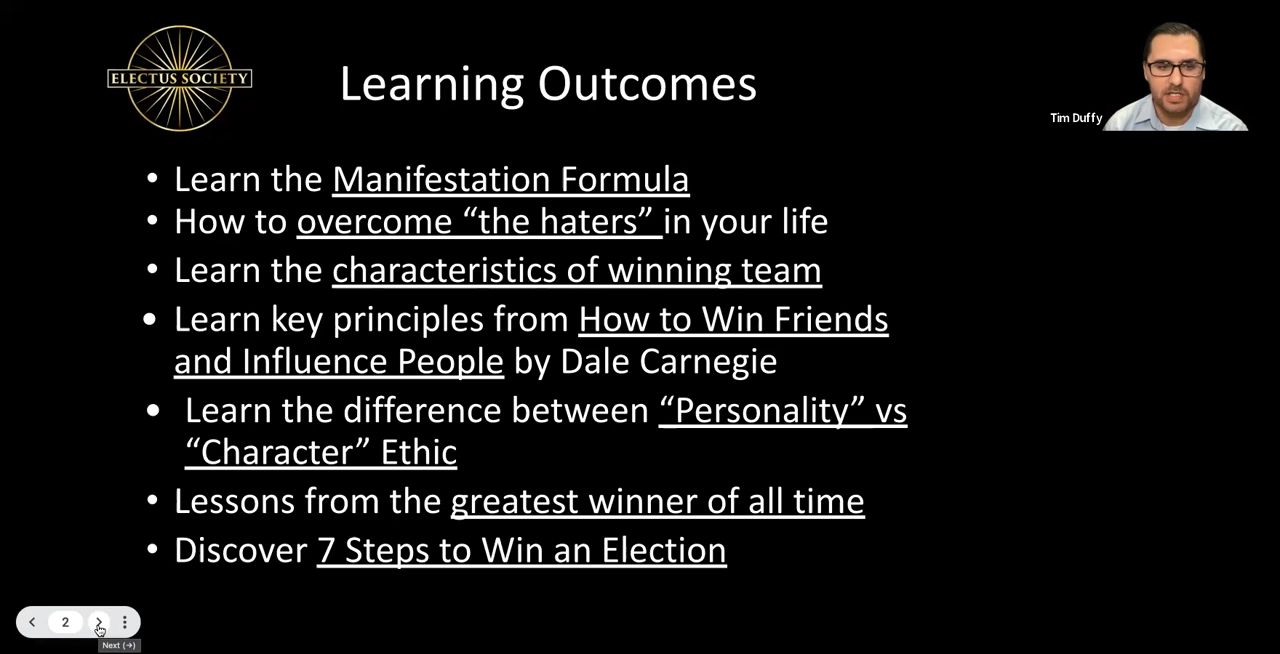 ELECTUS SOCIETY
Learning Outcomes
Tim Duffy
• Learn the Manifestation Formula
• How to overcome “the haters” in your life
• Learn the characteristics of winning team
• Learn key principles from How to Win Friends
and Influence People by Dale Carnegie
• Learn the difference between “Personality” vs
“Character” Ethic
• Lessons from the greatest winner of all time
• Discover 7 Steps to Win an Election
2
Next (→)